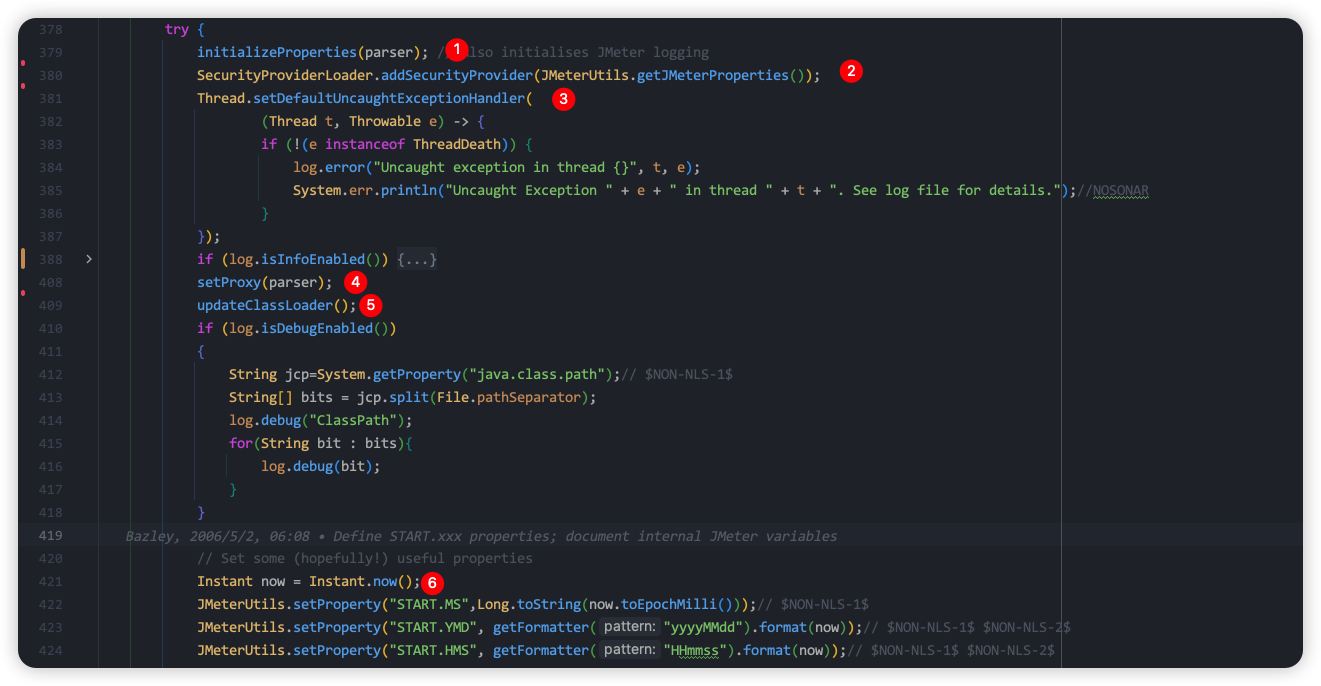 378 try {
379 initializeProperties(parser); // also initialises JMeter logging 1
380 SecurityProviderLoader.addSecurityProvider(JMeterUtils.getJMeterProperties()); 2
381 Thread.setDefaultUncaughtExceptionHandler( 3
382 (Thread t, Throwable e) -> {
383 if (!(e instanceof ThreadDeath)) {
384 log.error("Uncaught exception in thread {}", t, e);
385 System.err.println("Uncaught Exception " + e + " in thread " + t + ". See log file for details.");//NOSONAR
386 }
387 });
388 if (log.isInfoEnabled()) {...}
408 setProxy(parser); 4
409 updateClassLoader(); 5
410 if (log.isDebugEnabled())
411 {
412 String jcp=System.getProperty("java.class.path");// $NON-NLS-1$
413 String[] bits = jcp.split(File.pathSeparator);
414 log.debug("ClassPath");
415 for(String bit : bits){
416 log.debug(bit);
417 }
418 }
419 Bazley, 2006/5/2, 06:08 • Define START.xxx properties; document internal JMeter variables
420 // Set some (hopefully!) useful properties
421 Instant now = Instant.now(); 6
422 JMeterUtils.setProperty("START.MS",Long.toString(now.toEpochMilli()));// $NON-NLS-1$
423 JMeterUtils.setProperty("START.YMD", getFormatter( pattern: "yyyyMMdd").format(now));// $NON-NLS-1$ $NON-NLS-2$
424 JMeterUtils.setProperty("START.HMS", getFormatter( pattern: "HHmmss").format(now));// $NON-NLS-1$ $NON-NLS-2$